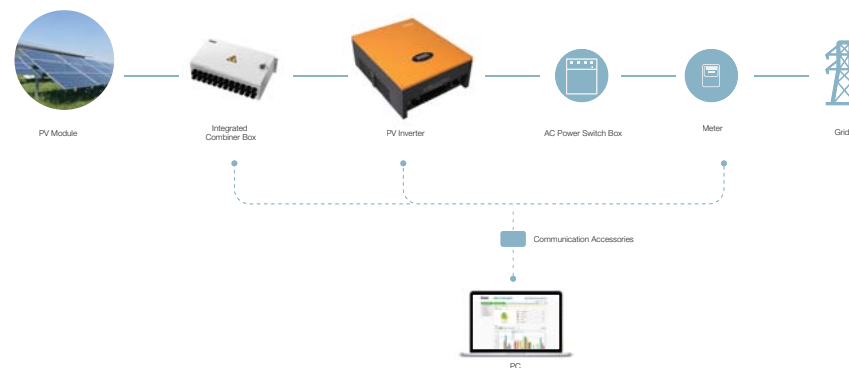 PV Module
Integrated
Combiner Box
PV Inverter
AC Power Switch Box
Meter
Grid
Communication Accessories
PC